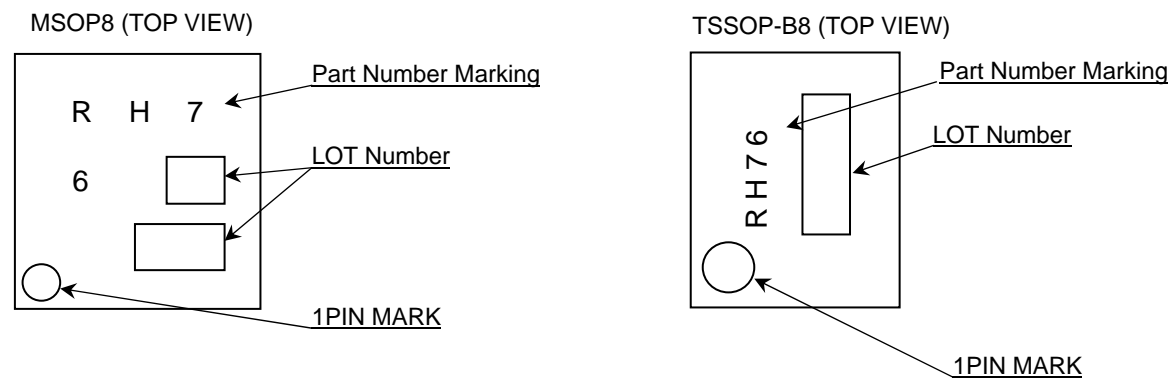 MSOP8 (TOP VIEW)
R H 7
6
Part Number Marking
LOT Number
1PIN MARK
TSSOP-B8 (TOP VIEW)
RH76
Part Number Marking
LOT Number
1PIN MARK